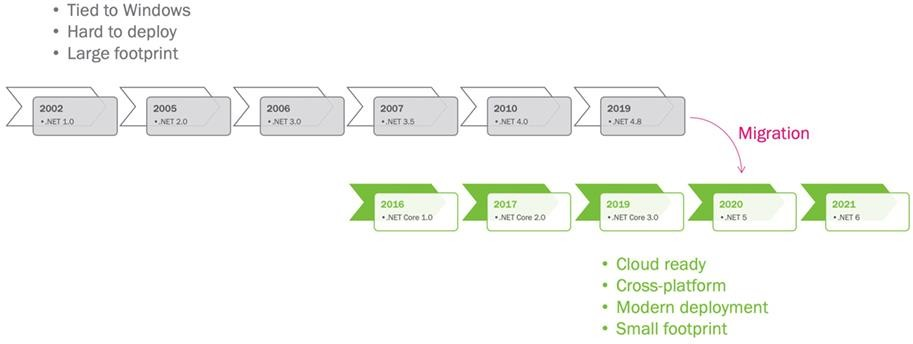 • Tied to Windows
• Hard to deploy
• Large footprint
2002
• .NET 1.0
2005
• .NET 2.0
2006
• .NET 3.0
2007
• .NET 3.5
2010
• .NET 4.0
2019
• .NET 4.8
Migration
2016
• .NET Core 1.0
2017
• .NET Core 2.0
2019
• .NET Core 3.0
2020
• .NET 5
2021
• .NET 6
• Cloud ready
• Cross-platform
• Modern deployment
• Small footprint